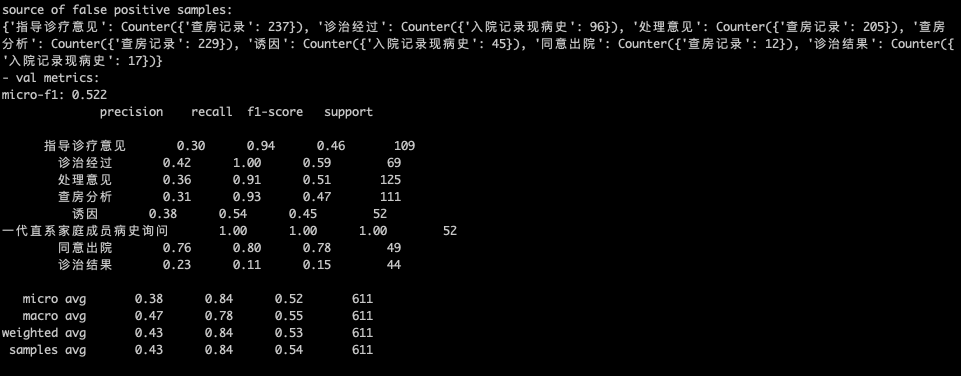 source of false positive samples:
{'指导诊疗意见': Counter({'查房记录': 237}), '诊治经过': Counter({'入院记录现病史': 96}), '处理意见': Counter({'查房记录': 205}), '查房
分析': Counter({'查房记录': 229}), '诱因': Counter({'入院记录现病史': 45}), '同意出院': Counter({'查房记录': 12}), '诊治结果': Counter({
'入院记录现病史': 17})}
- val metrics:
micro-f1: 0.522
precision recall f1-score support
指导诊疗意见 0.30 0.94 0.46 109
诊治经过 0.42 1.00 0.59 69
处理意见 0.36 0.91 0.51 125
查房分析 0.31 0.93 0.47 111
诱因 0.38 0.54 0.45 52
一代直系家庭成员病史询问 1.00 1.00 1.00 52
同意出院 0.76 0.80 0.78 49
诊治结果 0.23 0.11 0.15 44
micro avg 0.38 0.84 0.52 611
macro avg 0.47 0.78 0.55 611
weighted avg 0.43 0.84 0.53 611
samples avg 0.43 0.84 0.54 611